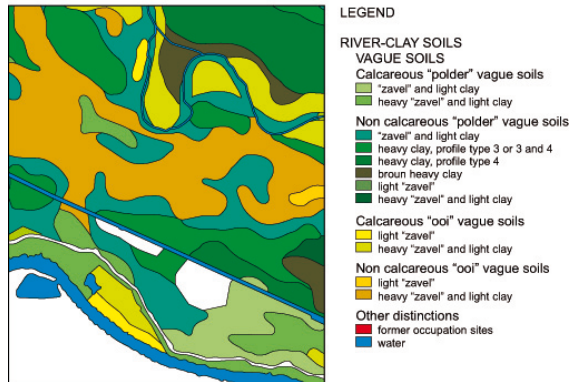 LEGEND
RIVER-CLAY SOILS
VAGUE SOILS
Calcareous “polder” vague soils
“zavel” and light clay
heavy “zavel” and light clay
Non calcareous “polder” vague soils
“zavel” and light clay
heavy clay, profile type 3 or 3 and 4
heavy clay, profile type 4
broun heavy clay
light “zavel”
heavy “zavel” and light clay
Calcareous “ooi” vague soils
light “zavel”
heavy “zavel” and light clay
Non calcareous “ooi” vague soils
light “zavel”
heavy “zavel” and light clay
Other distinctions
former occupation sites
water